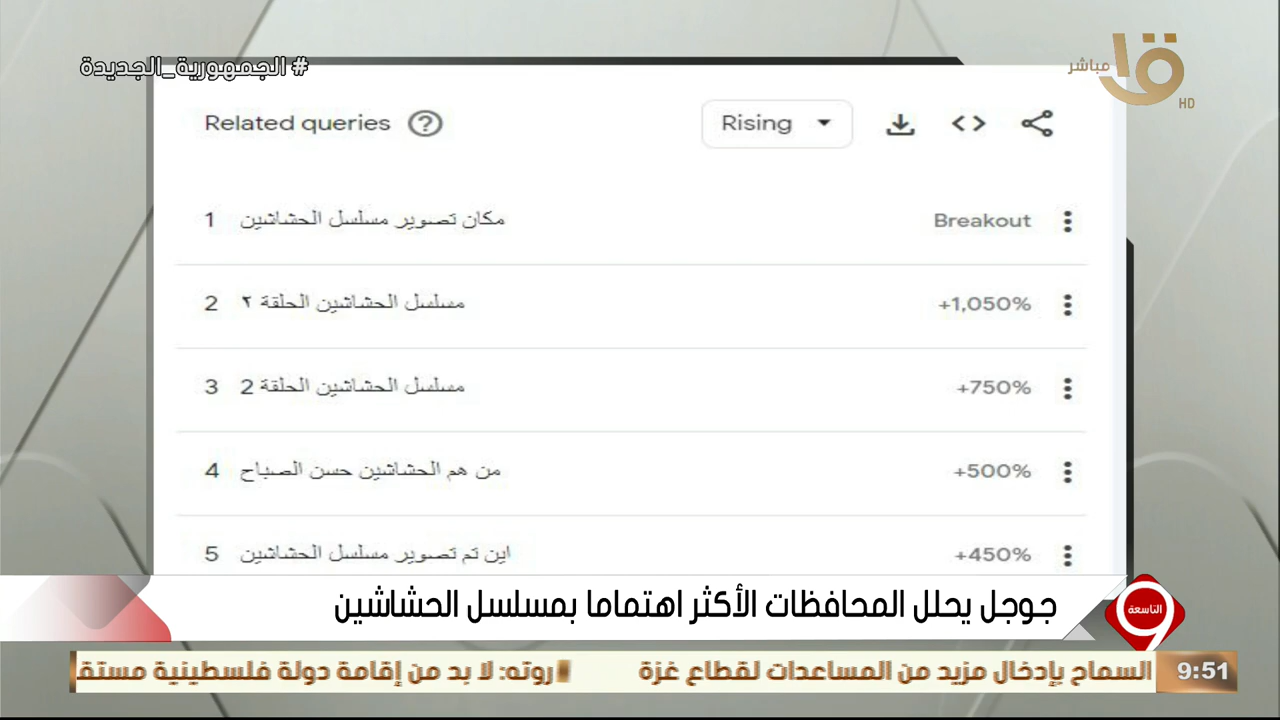 #الجمهورية_الجديدة
مباشر
HD
Related queries
Rising
1 مكان تصوير مسلسل الحشاشين Breakout
2 مسلسل الحشاشين الحلقة ٢ +1,050%
3 مسلسل الحشاشين الحلقة 2 +750%
4 من هم الحشاشين حسن الصباح +500%
5 اين تم تصوير مسلسل الحشاشين +450%
جوجل يحلل المحافظات الأكثر اهتماما بمسلسل الحشاشين
التاسعة
9
9:51 السماح بإدخال مزيد من المساعدات لقطاع غزة روته: لا بد من إقامة دولة فلسطينية مستق